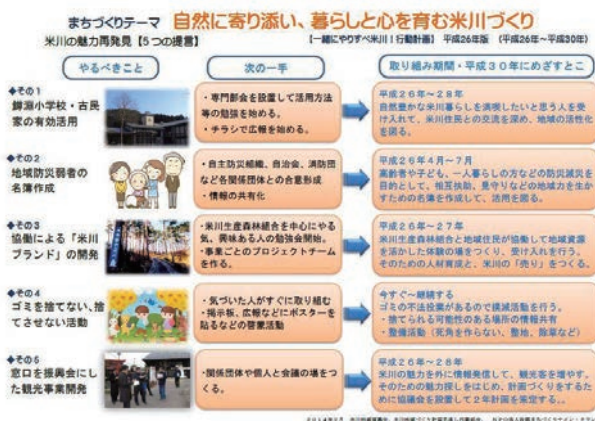 まちづくりテーマ 自然に寄り添い、暮らしと心を育む米川づくり
米川の魅力再発見【5つの提言】 【一緒にやりすべ米川！行動計画】 平成26年版 （平成26年～平成30年）
やるべきこと 次の一手 取り組み期間・平成30年にめざすとこ
◆その1
鱒淵小学校・古民
家の有効活用
・専門部会を設置して活用方法
等の勉強を始める。
・チラシで広報を始める。
平成26年～28年
自然豊かな米川暮らしを満喫したいと思う人を受
け入れて、米川住民との交流を深め、地域の活性化
を図る。
◆その2
地域防災弱者の
名簿作成
・自主防災組織、自治会、消防団
など各関係団体との合意形成
・情報の共有化
平成26年4月～7月
高齢者や子ども、一人暮らしの方などの防災減災を
目的として、相互扶助、見守りなどの地域力を生か
すための名簿を作成して、活用を図る。
◆その3
協働による「米川
ブランド」の開発
・米川生産森林組合を中心にやる
気、興味ある人の勉強会開始。
・事業ごとのプロジェクトチーム
を作る。
平成26年～27年
米川生産森林組合と地域住民が協働して地域資源
を活かした体験の場をつくり、受け入れを行う。
そのための人材育成と、米川の「売り」をつくる。
◆その4
ゴミを捨てない、捨
てさせない活動
・気づいた人がすぐに取り組む
・掲示板、広報などにポスターを
貼るなどの啓蒙活動
今すぐ～継続する
ゴミの不法投棄があるので撲滅活動を行う。
・捨てられる可能性のある場所の情報共有
・整備活動（死角を作らない、整地、除草など）
◆その5
窓口を振興会にし
た観光事業開発
・関係団体や個人と会議の場をつ
くる。
平成26年～28年
米川の魅力を外に情報発信して、観光客を増やす。
そのための魅力探しをはじめ、計画づくりをするた
めに協議会を設置して2年計画を策定する。。